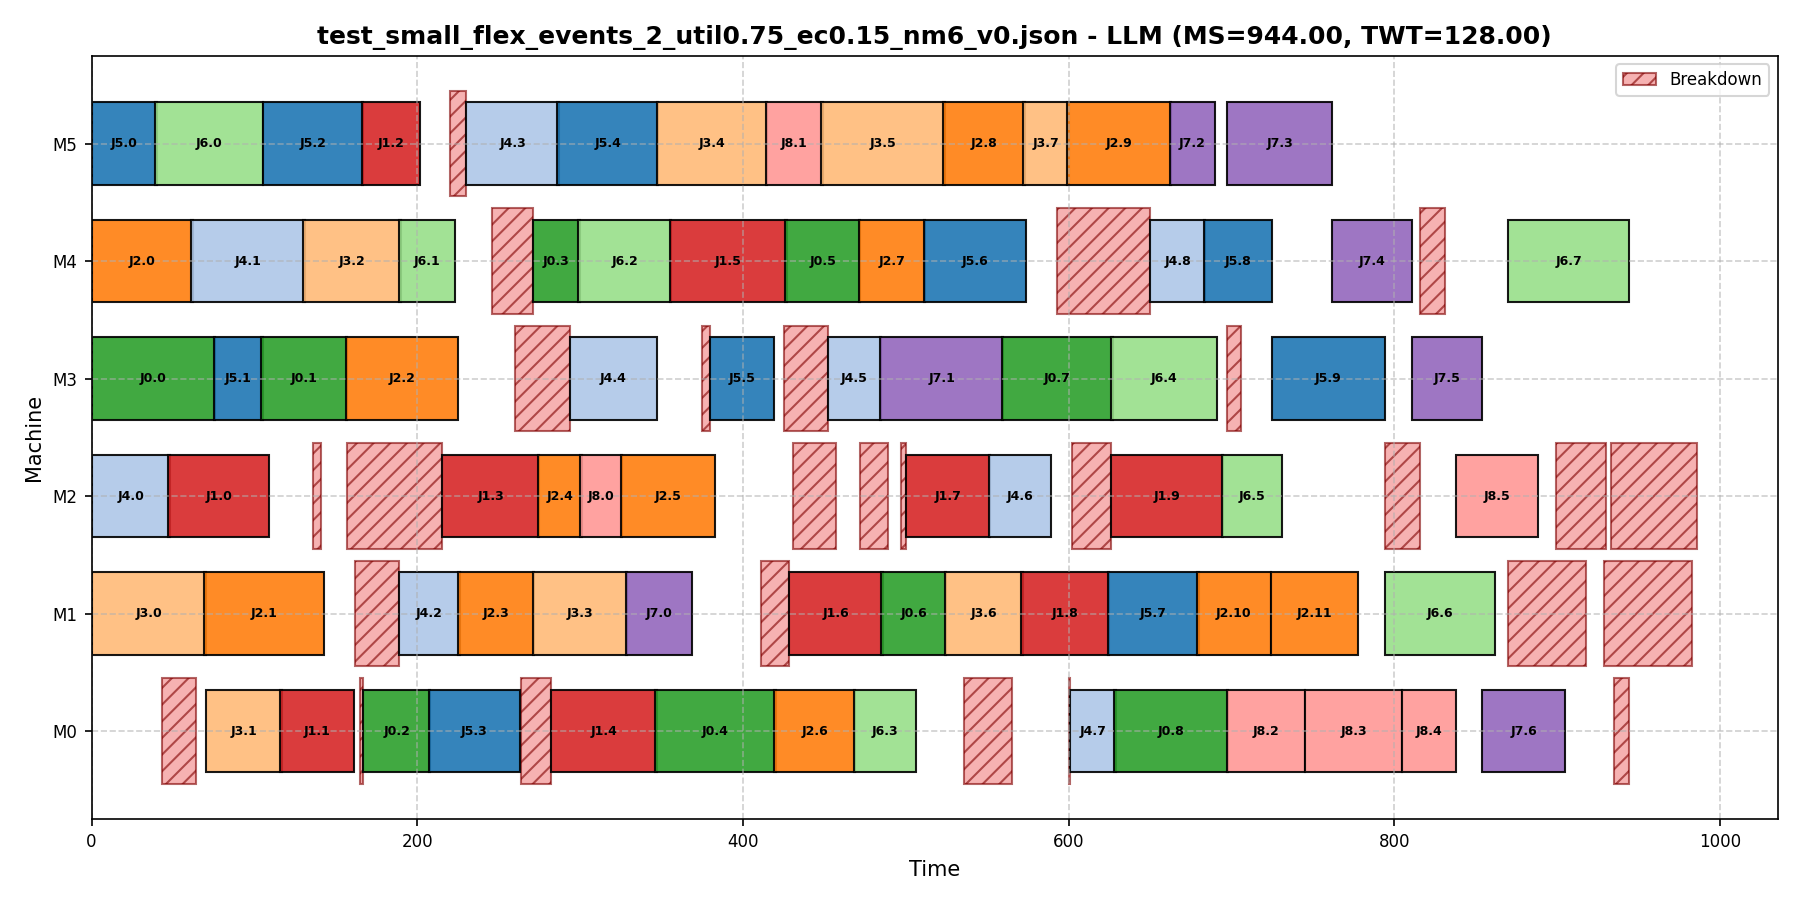 test_small_flex_events_2_util0.75_ec0.15_nm6_v0.json - LLM (MS=944.00, TWT=128.00)
Breakdown
M5 J5.0 J6.0 J5.2 J1.2 J4.3 J5.4 J3.4 J8.1 J3.5 J2.8 J3.7 J2.9 J7.2 J7.3
M4 J2.0 J4.1 J3.2 J6.1 J0.3 J6.2 J1.5 J0.5 J2.7 J5.6 J4.8 J5.8 J7.4 J6.7
M3 J0.0 J5.1 J0.1 J2.2 J4.4 J5.5 J4.5 J7.1 J0.7 J6.4 J5.9 J7.5
Machine
M2 J4.0 J1.0 J1.3 J2.4 J8.0 J2.5 J1.7 J4.6 J1.9 J6.5 J8.5
M1 J3.0 J2.1 J4.2 J2.3 J3.3 J7.0 J1.6 J0.6 J3.6 J1.8 J5.7 J2.10 J2.11 J6.6
M0 J3.1 J1.1 J0.2 J5.3 J1.4 J0.4 J2.6 J6.3 J4.7 J0.8 J8.2 J8.3 J8.4 J7.6
0 200 400 600 800 1000
Time